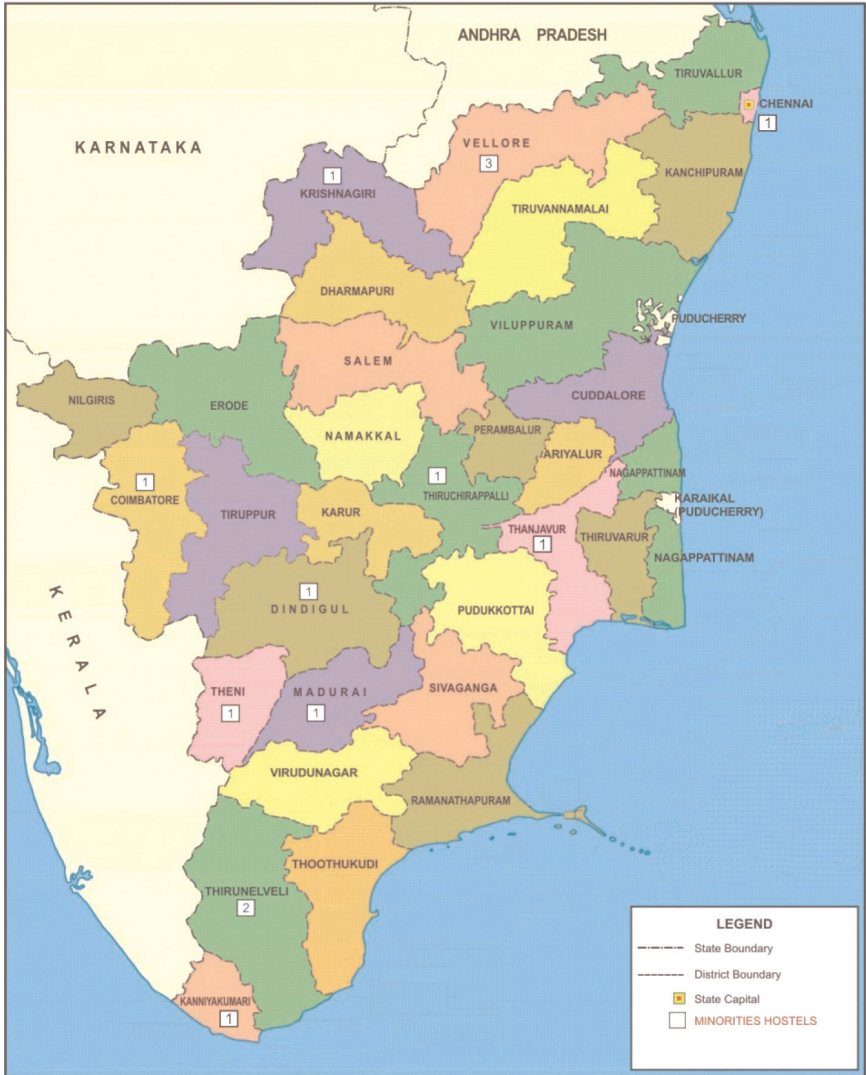 ANDHRA PRADESH
TIRUVALLUR
CHENNAI
1
KARNATAKA
VELLORE
3
KANCHIPURAM
1
KRISHNAGIRI
TIRUVANNAMALAI
DHARMAPURI
VILUPPURAM
PUDUCHERRY
SALEM
CUDDALORE
NILGIRIS
ERODE
NAMAKKAL
PERAMBALUR
ARIYALUR
NAGAPPATTINAM
1
COIMBATORE
1
THIRUCHIRAPPALLI
KARAIKAL
(PUDUCHERRY)
TIRUPPUR
KARUR
THANJAVUR
1
THIRUVARUR
NAGAPPATTINAM
1
DINDIGUL
PUDUKKOTTAI
KERALA
THENI
1
MADURAI
1
SIVAGANGA
VIRUDUNAGAR
RAMANATHAPURAM
THOOTHUKUDI
THIRUNELVELI
2
KANNIYAKUMARI
1
LEGEND
State Boundary
District Boundary
State Capital
MINORITIES HOSTELS